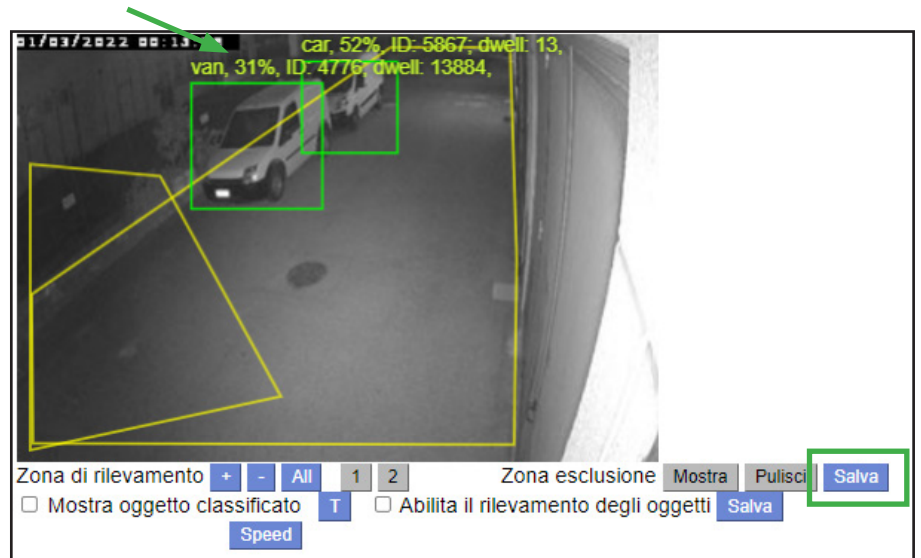 01/03/2022 00:13
car, 52%, ID: 5867; dwell: 13,
van, 31%, ID: 4776; dwell: 13884,
Zona di rilevamento + - All 1 2 Zona esclusione Mostra Pulisci Salva
Mostra oggetto classificato T Abilita il rilevamento degli oggetti Salva
Speed